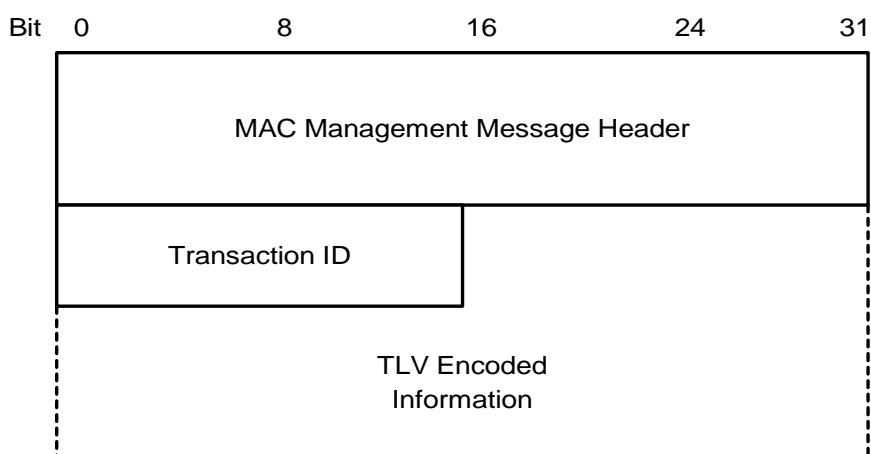 Bit 0 8 16 24 31
MAC Management Message Header
Transaction ID
TLV Encoded
Information